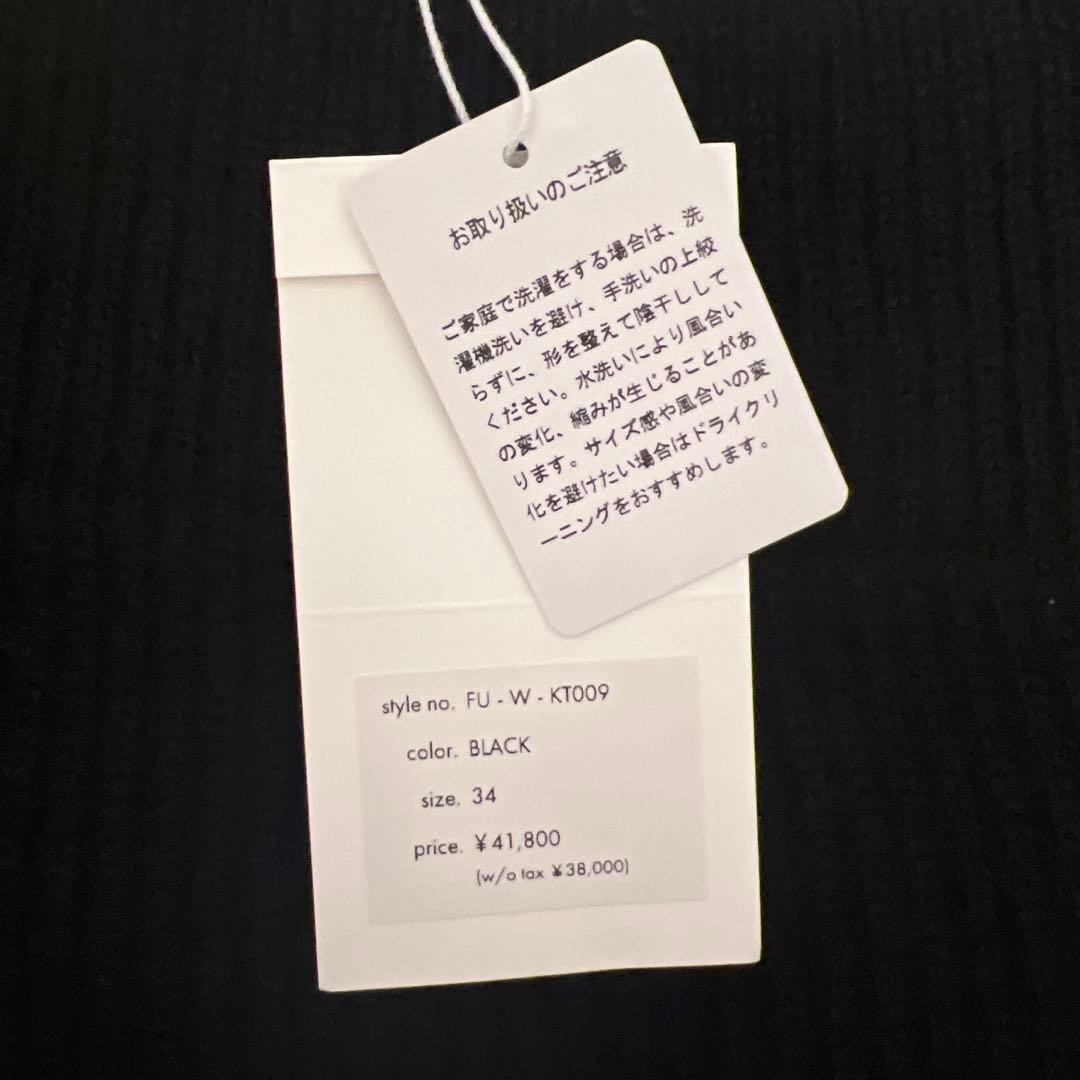 お取り扱いのご注意
ご家庭で洗濯をする場合は、洗
濯機洗いを避け、手洗いの上絞
らずに、形を整えて陰干しして
ください。水洗いにより風合い
の変化、縮みが生じることがあ
ります。サイズ感や風合いの変
化を避けたい場合はドライクリ
ーニングをおすすめします。
style no. FU - W - KT009
color. BLACK
size. 34
price. ¥41,800
(w/o tax ¥38,000)